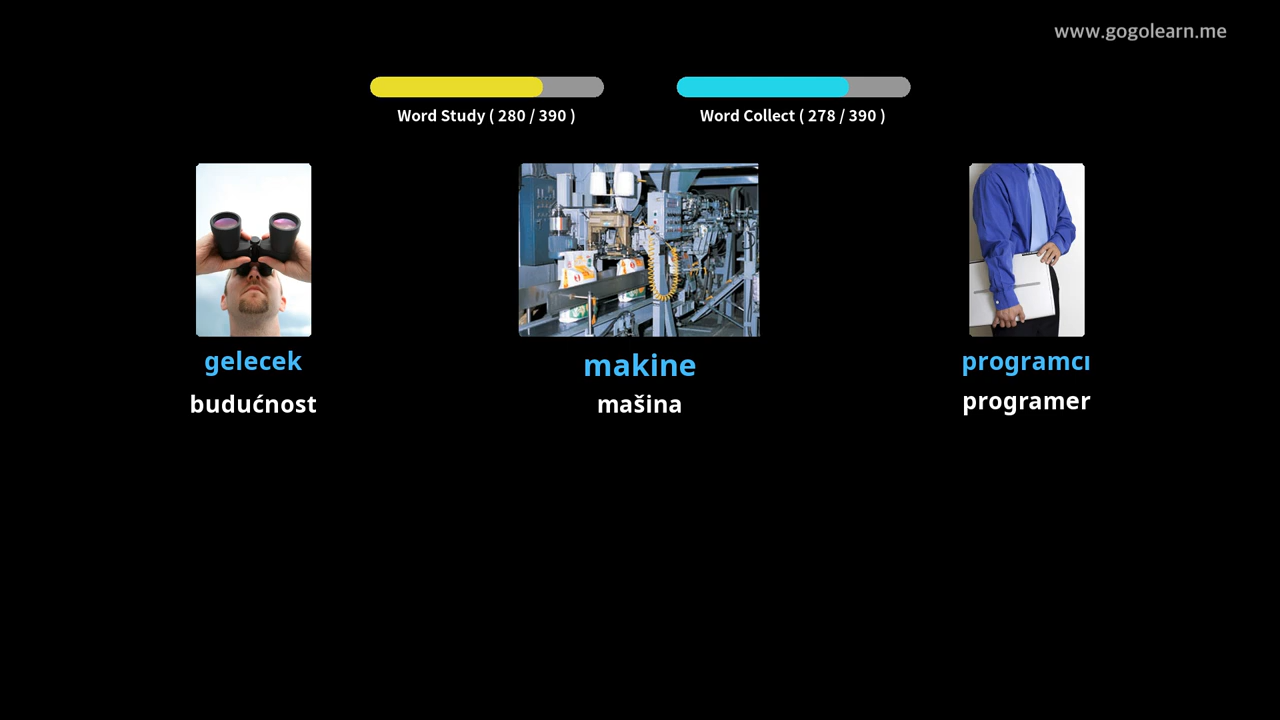 www.gogolearn.me
Word Study ( 280 / 390 )
Word Collect ( 278 / 390 )
gelecek
budućnost
makine
mašina
programcı
programer